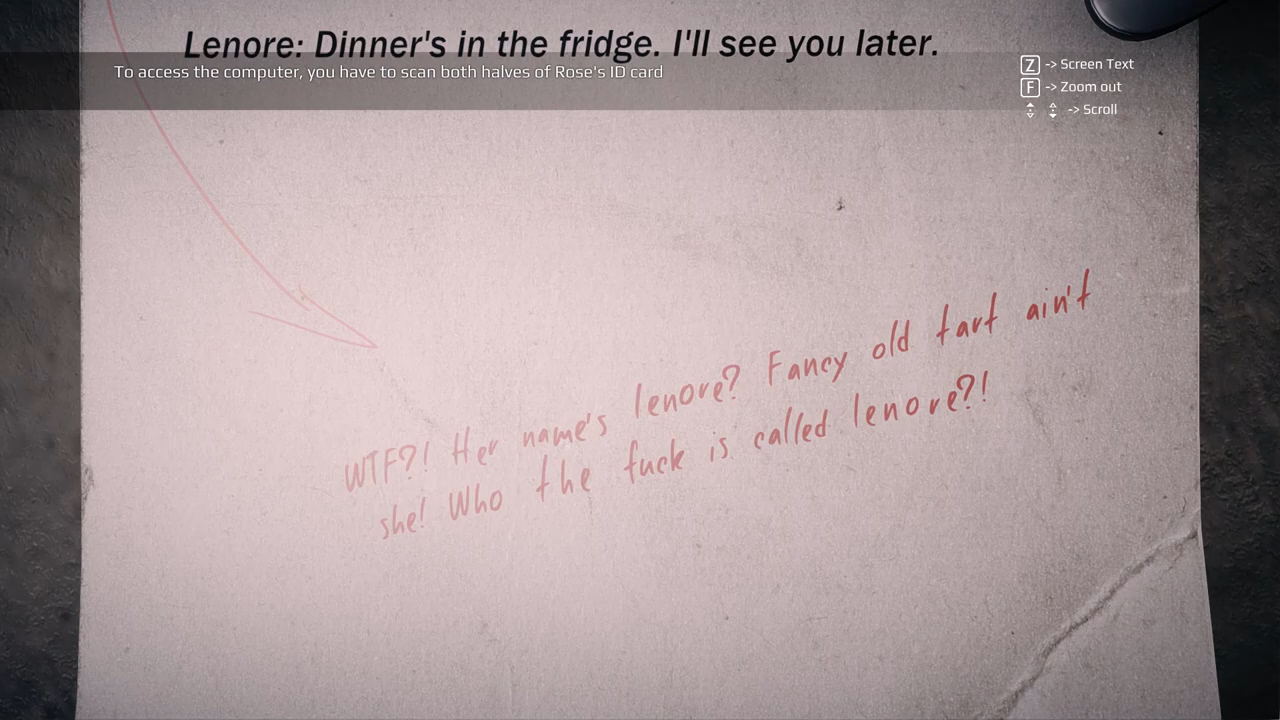 Lenore: Dinner's in the fridge. I'll see you later.
To access the computer, you have to scan both halves of Rose's ID card
Z -> Screen Text
F -> Zoom out
-> Scroll
WTF?! Her name's lenore? Fancy old tart ain't
she! Who the fuck is called lenore?!